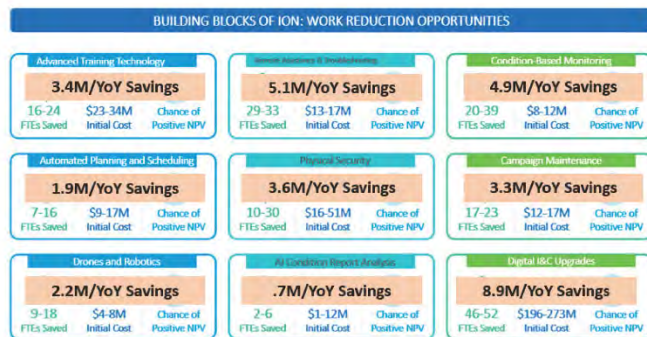 BUILDING BLOCKS OF ION: WORK REDUCTION OPPORTUNITIES
Advanced Training Technology
3.4M/YoY Savings
16-24 $23-34M Chance of
FTEs Saved Initial Cost Positive NPV
Remote Assistance & Troubleshooting
5.1M/YoY Savings
29-33 $13-17M Chance of
FTEs Saved Initial Cost Positive NPV
Condition-Based Monitoring
4.9M/YoY Savings
20-39 $8-12M Chance of
FTEs Saved Initial Cost Positive NPV
Automated Planning and Scheduling
1.9M/YoY Savings
7-16 $9-17M Chance of
FTEs Saved Initial Cost Positive NPV
Physical Security
3.6M/YoY Savings
10-30 $16-51M Chance of
FTEs Saved Initial Cost Positive NPV
Campaign Maintenance
3.3M/YoY Savings
17-23 $12-17M Chance of
FTEs Saved Initial Cost Positive NPV
Drones and Robotics
2.2M/YoY Savings
9-18 $4-8M Chance of
FTEs Saved Initial Cost Positive NPV
AI Condition Report Analysis
.7M/YoY Savings
2-6 $1-12M Chance of
FTEs Saved Initial Cost Positive NPV
Digital I&C Upgrades
8.9M/YoY Savings
46-52 $196-273M Chance of
FTEs Saved Initial Cost Positive NPV